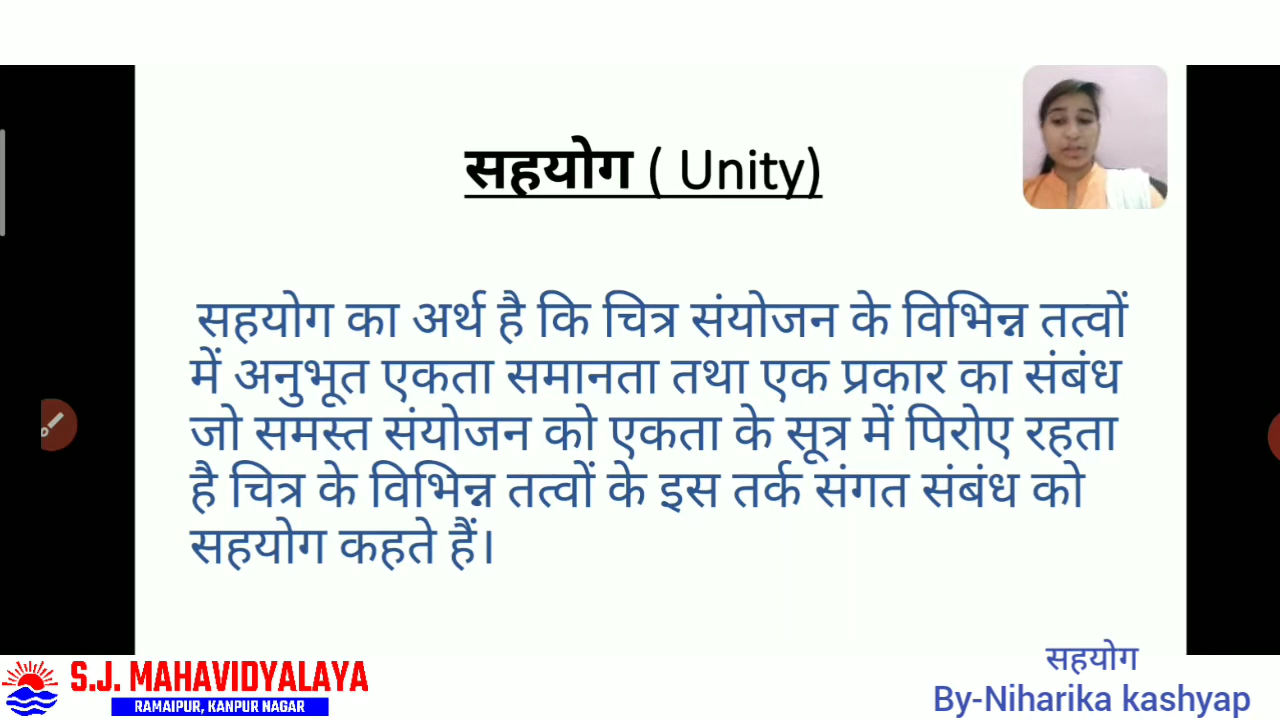 सहयोग ( Unity)
सहयोग का अर्थ है कि चित्र संयोजन के विभिन्न तत्वों
में अनुभूत एकता समानता तथा एक प्रकार का संबंध
जो समस्त संयोजन को एकता के सूत्र में पिरोए रहता
है चित्र के विभिन्न तत्वों के इस तर्क संगत संबंध को
सहयोग कहते हैं।
सहयोग
By-Niharika kashyap
S.J. MAHAVIDYALAYA
RAMAIPUR, KANPUR NAGAR